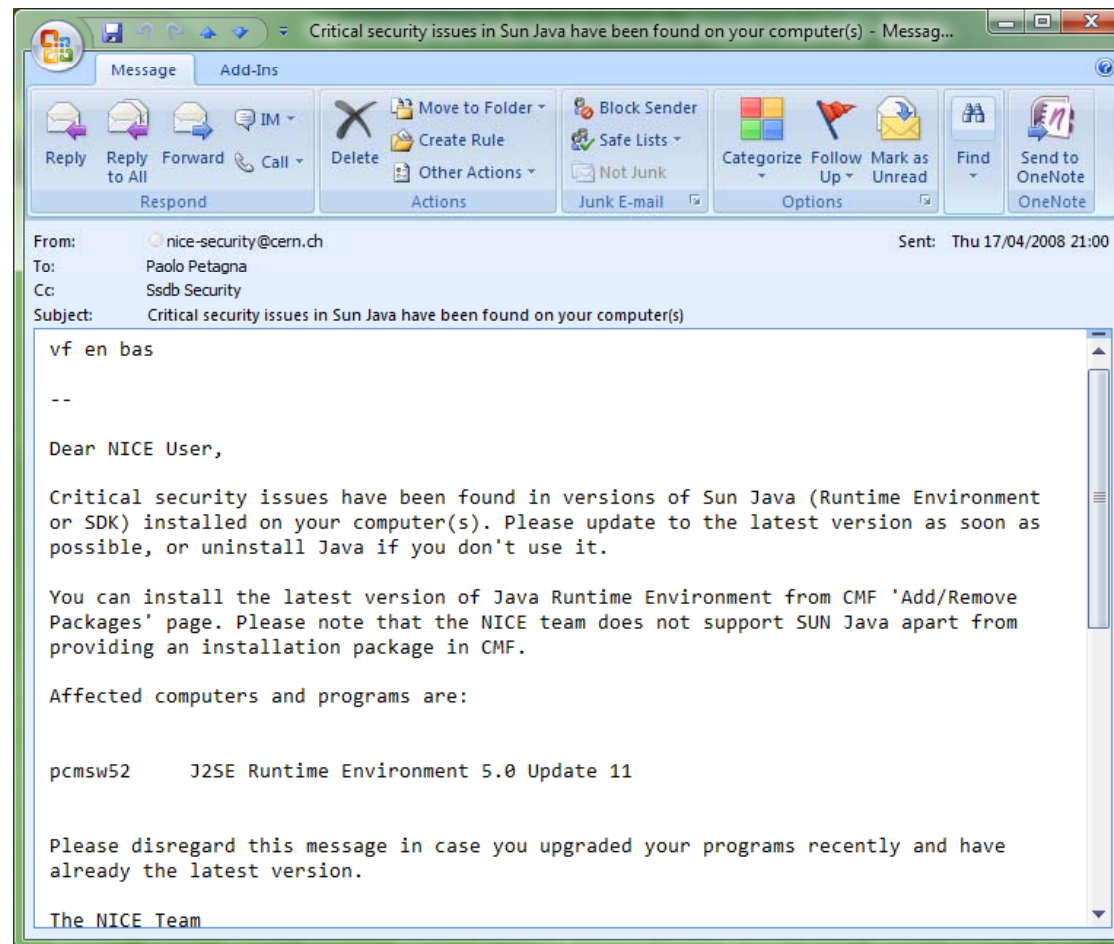 Critical security issues in Sun Java have been found on your computer(s) - Messag...
Message Add-Ins
Reply
Reply to All
Forward
IM
Call
Respond
Delete
Move to Folder
Create Rule
Other Actions
Actions
Block Sender
Safe Lists
Not Junk
Junk E-mail
Categorize
Follow Up
Mark as Unread
Options
Find
Send to OneNote
OneNote
From: nice-security@cern.ch Sent: Thu 17/04/2008 21:00
To: Paolo Petagna
Cc: Ssdb Security
Subject: Critical security issues in Sun Java have been found on your computer(s)
vf en bas
--
Dear NICE User,
Critical security issues have been found in versions of Sun Java (Runtime Environment
or SDK) installed on your computer(s). Please update to the latest version as soon as
possible, or uninstall Java if you don't use it.
You can install the latest version of Java Runtime Environment from CMF 'Add/Remove
Packages' page. Please note that the NICE team does not support SUN Java apart from
providing an installation package in CMF.
Affected computers and programs are:
pcmsw52 J2SE Runtime Environment 5.0 Update 11
Please disregard this message in case you upgraded your programs recently and have
already the latest version.
The NICE Team